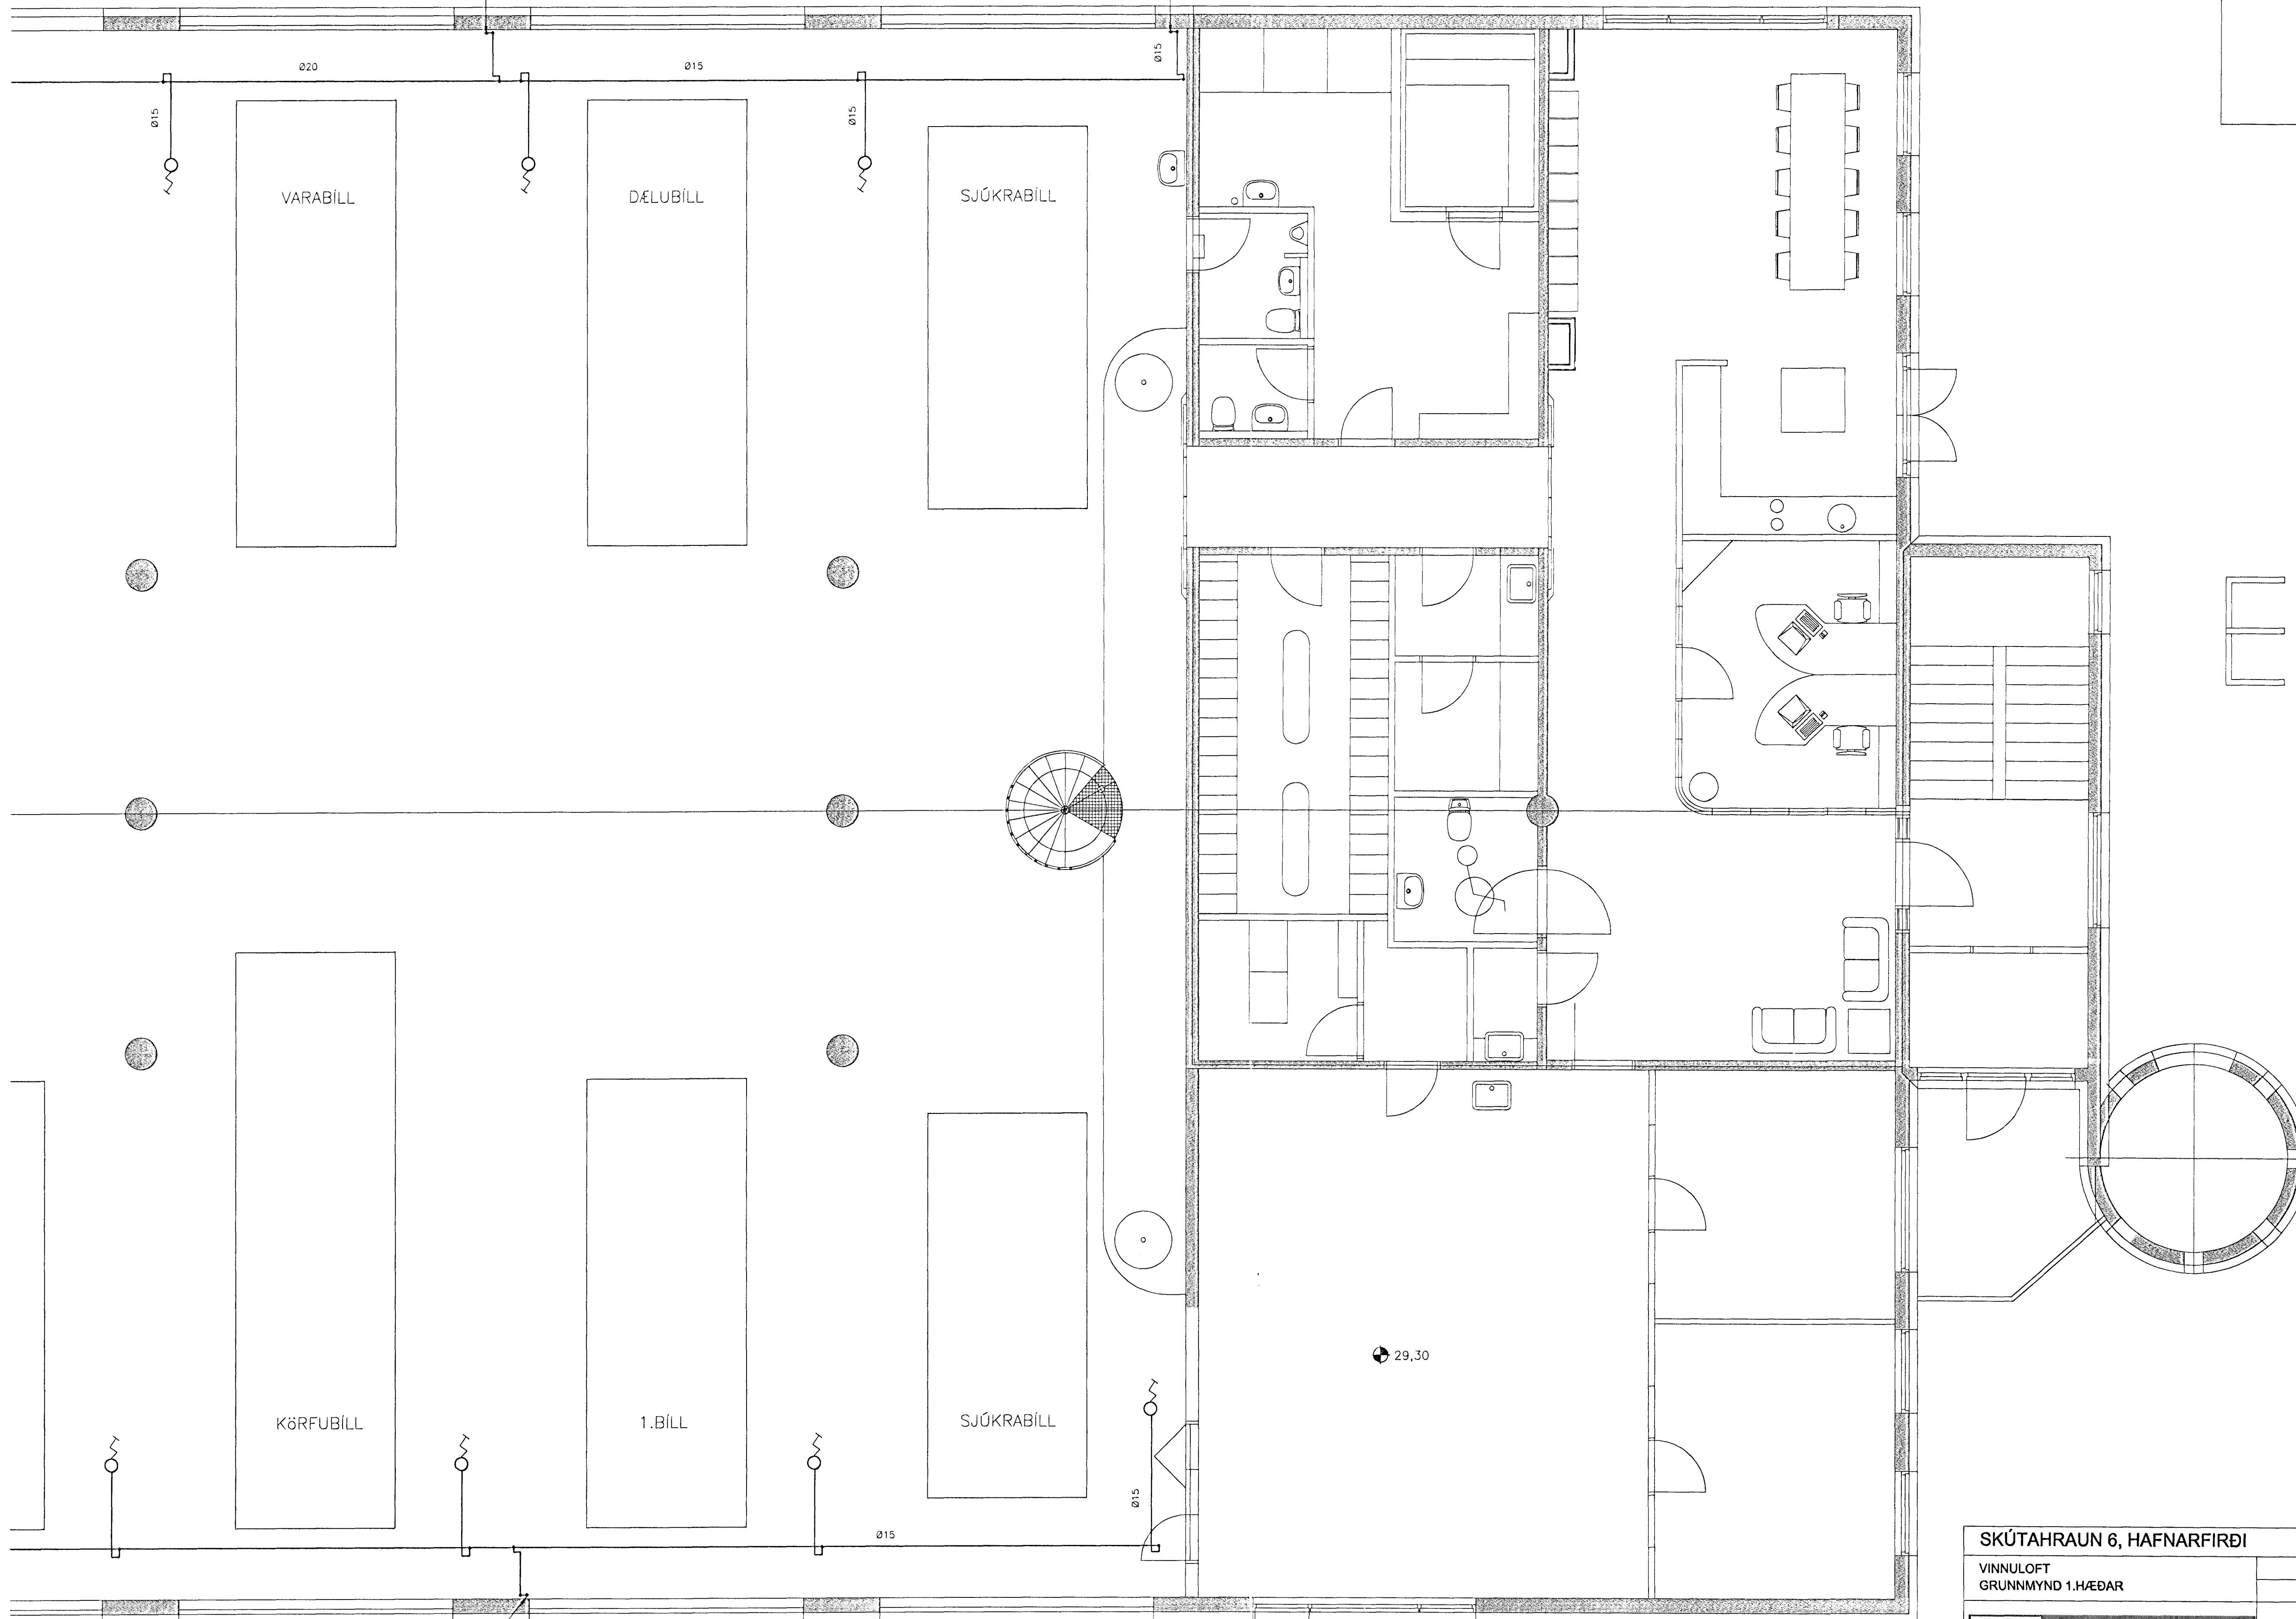 Ø20
Ø15
Ø15
Ø15
Ø15
VARABÍLL
DÆLUBÍLL
SJÚKRABÍLL
29,30
KÖRFUBÍLL
1.BÍLL
SJÚKRABÍLL
Ø15
Ø15
SKÚTAHRAUN 6, HAFNARFIRÐI
VINNULOFT
GRUNNMYND 1.HÆÐAR